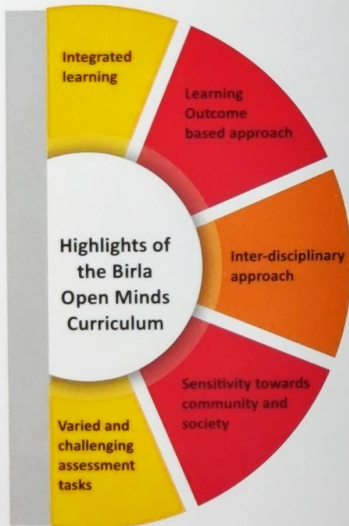 Integrated
learning
Learning
Outcome
based approach
Highlights of
the Birla
Open Minds
Curriculum
Inter-disciplinary
approach
Sensitivity towards
community and
society
Varied and
challenging
assessment
tasks